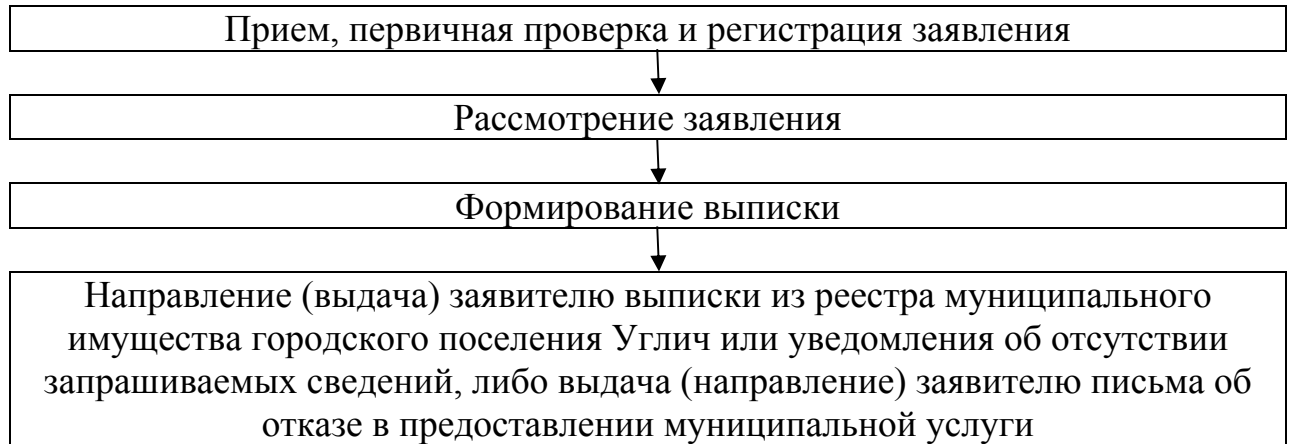 Прием, первичная проверка и регистрация заявления
Рассмотрение заявления
Формирование выписки
Направление (выдача) заявителю выписки из реестра муниципального
имущества городского поселения Углич или уведомления об отсутствии
запрашиваемых сведений, либо выдача (направление) заявителю письма об
отказе в предоставлении муниципальной услуги